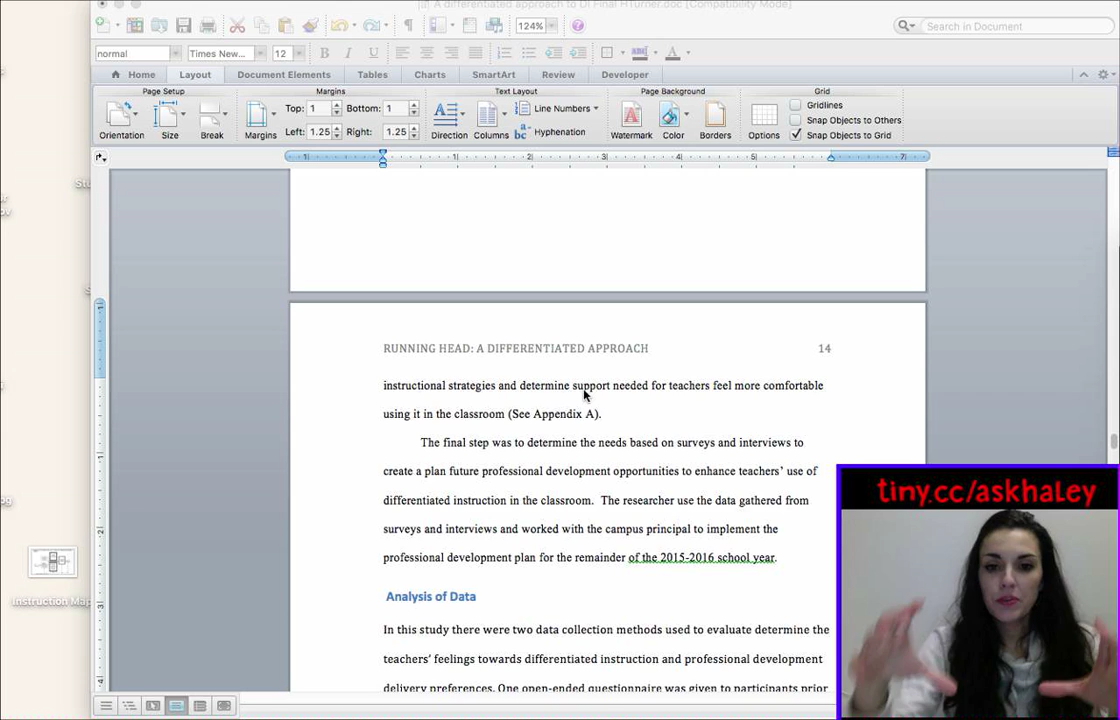 A differentiated approach to DI Final HTurner.doc [Compatibility Mode]
124%
Search in Document
normal
Times New...
12
B I U
A
Home Layout Document Elements Tables Charts SmartArt Review Developer
Page Setup Margins Text Layout Page Background Grid
Orientation Size Break
Margins Top: 1 Bottom: 1
Left: 1.25 Right: 1.25
Direction Columns Line Numbers
Hyphenation
Watermark Color Borders
Options Gridlines
Snap Objects to Others
Snap Objects to Grid
RUNNING HEAD: A DIFFERENTIATED APPROACH 14
instructional strategies and determine support needed for teachers feel more comfortable
using it in the classroom (See Appendix A).
The final step was to determine the needs based on surveys and interviews to
create a plan future professional development opportunities to enhance teachers' use of
differentiated instruction in the classroom. The researcher use the data gathered from
surveys and interviews and worked with the campus principal to implement the
professional development plan for the remainder of the 2015-2016 school year.
Analysis of Data
In this study there were two data collection methods used to evaluate determine the
teachers' feelings towards differentiated instruction and professional development
delivery preferences. One open-ended questionnaire was given to participants prior
tiny.cc/askhaley
Instruction Map